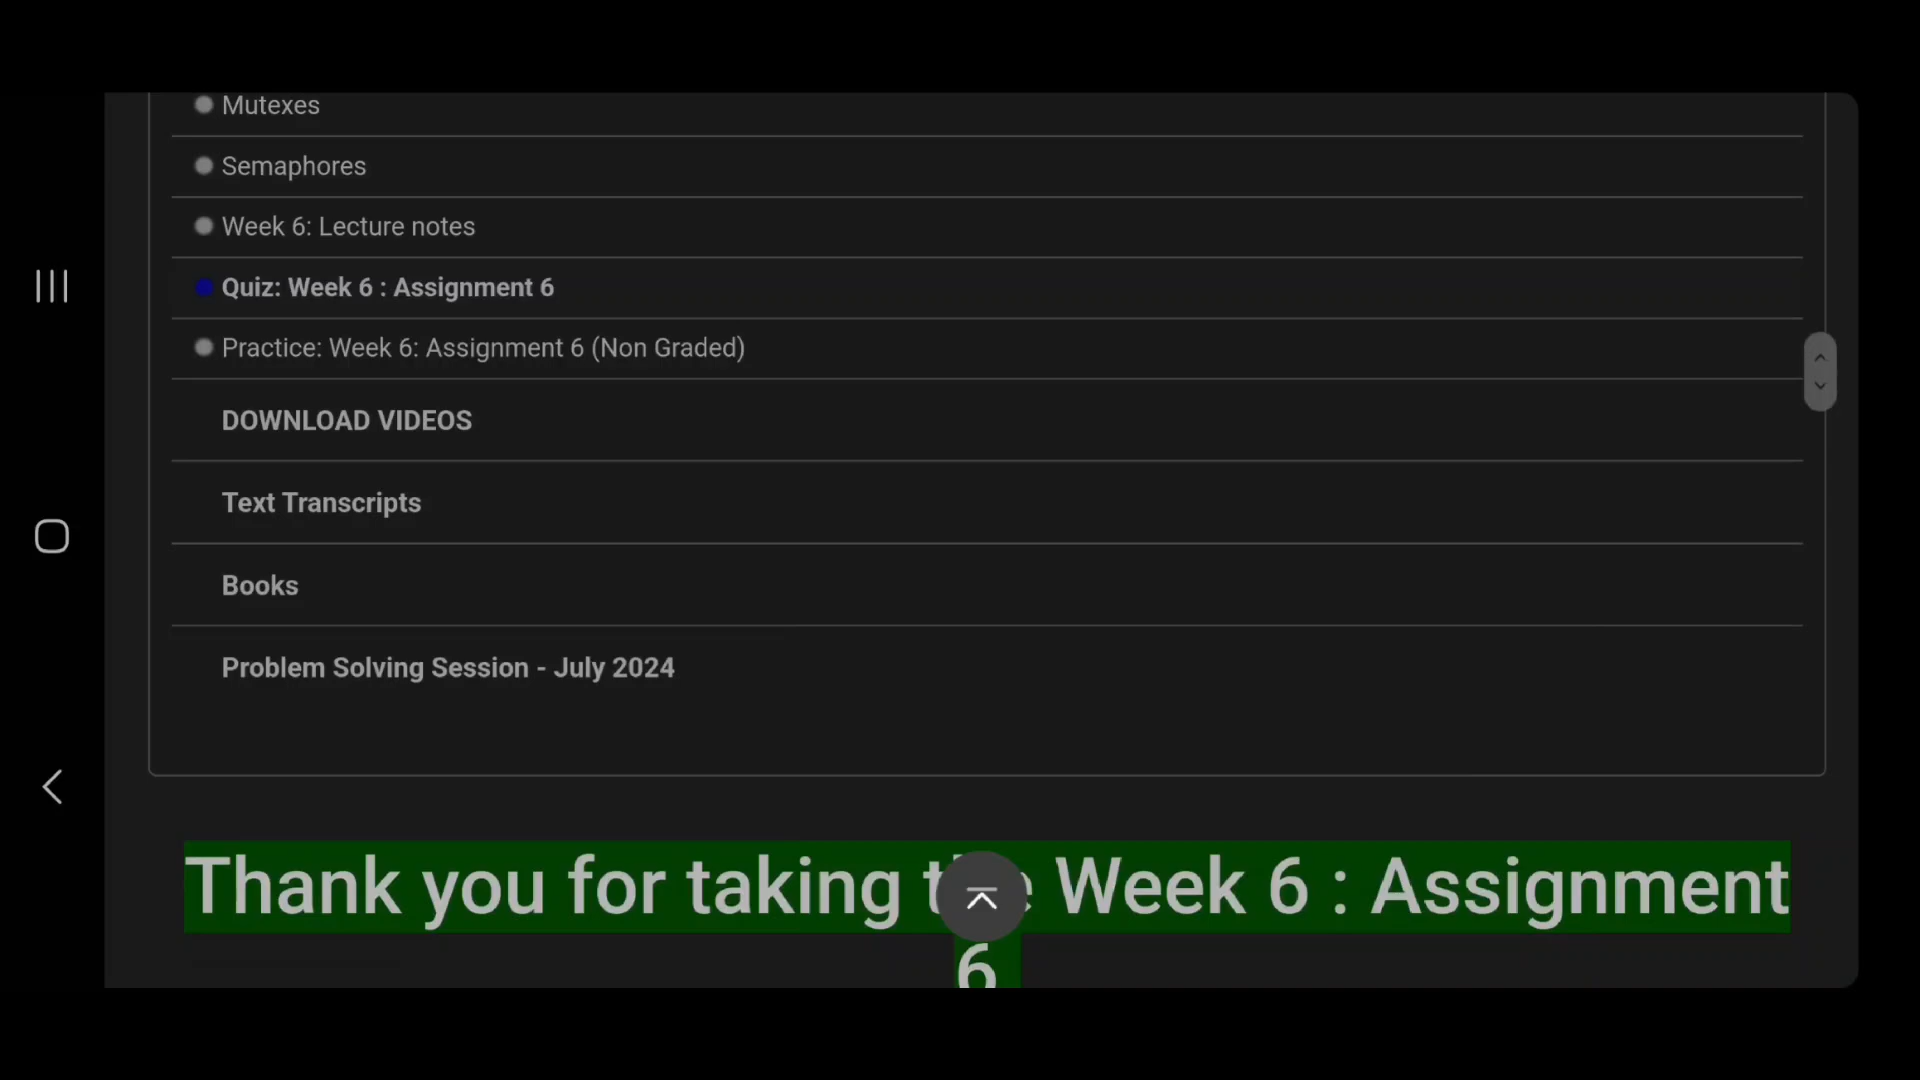 Mutexes
Semaphores
Week 6: Lecture notes
Quiz: Week 6 : Assignment 6
Practice: Week 6: Assignment 6 (Non Graded)
DOWNLOAD VIDEOS
Text Transcripts
Books
Problem Solving Session - July 2024
Thank you for taking the Week 6 : Assignment
6